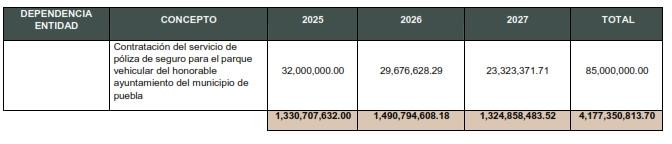 DEPENDENCIA ENTIDAD CONCEPTO 2025 2026 2027 TOTAL
Contratación del servicio de
póliza de seguro para el parque
vehicular del honorable
ayuntamiento del municipio de
puebla
32,000,000.00 29,676,628.29 23,323,371.71 85,000,000.00
1,330,707,632.00 1,490,794,608.18 1,324,858,483.52 4,177,350,813.70